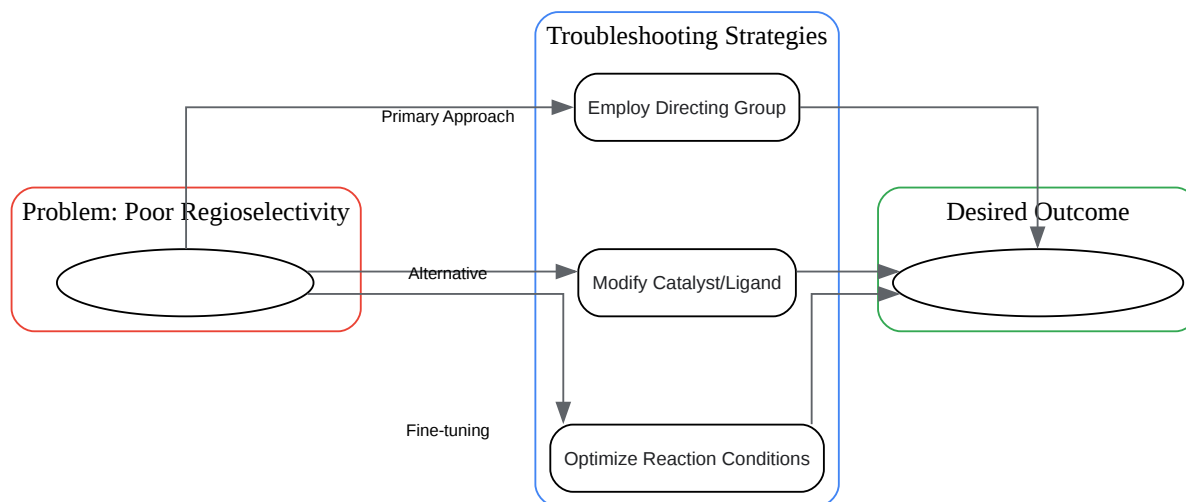 Troubleshooting Strategies
Employ Directing Group
Primary Approach
Problem: Poor Regioselectivity
Desired Outcome
Alternative
Modify Catalyst/Ligand
Fine-tuning
Optimize Reaction Conditions